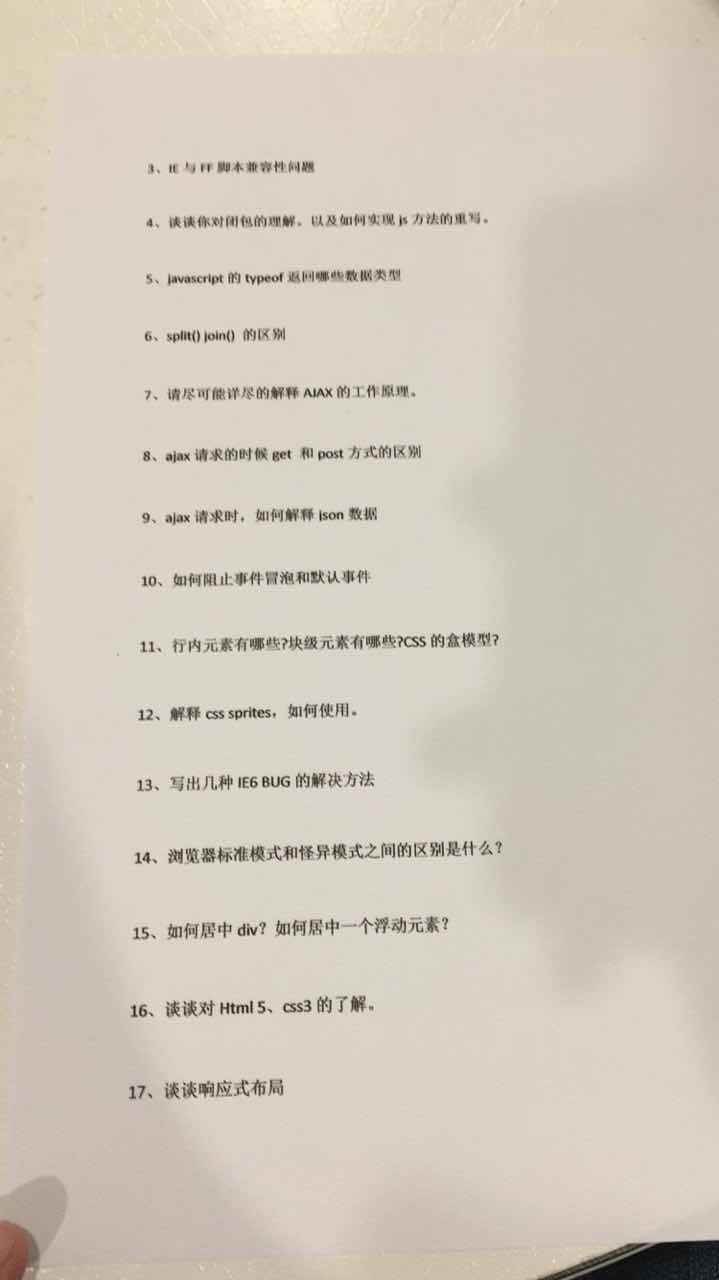 3、IE 与 FF 脚本兼容性问题
4、谈谈你对闭包的理解。以及如何实现 js 方法的重写。
5、javascript 的 typeof 返回哪些数据类型
6、split() join() 的区别
7、请尽可能详尽的解释 AJAX 的工作原理。
8、ajax 请求的时候 get 和 post 方式的区别
9、ajax 请求时，如何解释 json 数据
10、如何阻止事件冒泡和默认事件
11、行内元素有哪些?块级元素有哪些?CSS 的盒模型?
12、解释 css sprites，如何使用。
13、写出几种 IE6 BUG 的解决方法
14、浏览器标准模式和怪异模式之间的区别是什么？
15、如何居中 div？如何居中一个浮动元素？
16、谈谈对 Html 5、css3 的了解。
17、谈谈响应式布局